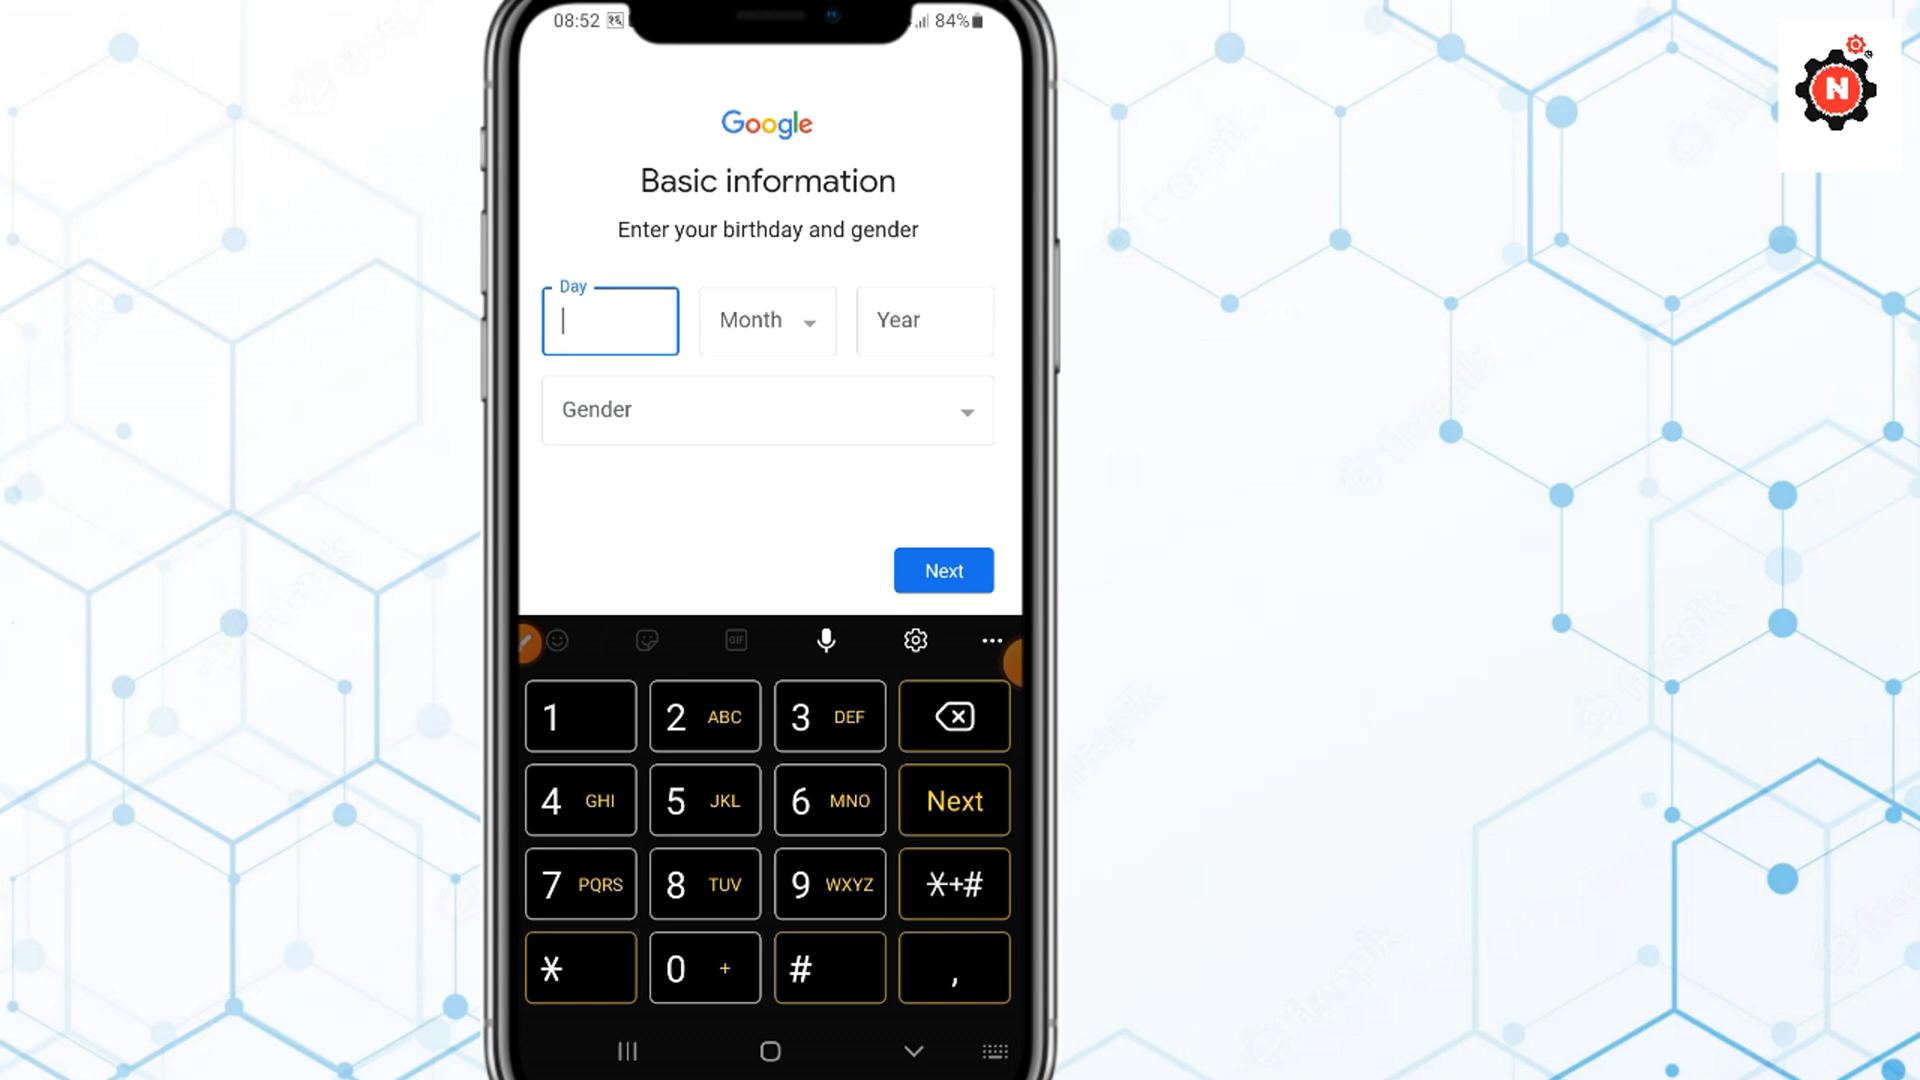 08:52
84%
N
Google
Basic information
Enter your birthday and gender
Day
Month
Year
Gender
Next
GIF
1
2 ABC
3 DEF
4 GHI
5 JKL
6 MNO
Next
7 PQRS
8 TUV
9 WXYZ
*+#
*
0 +
#
,